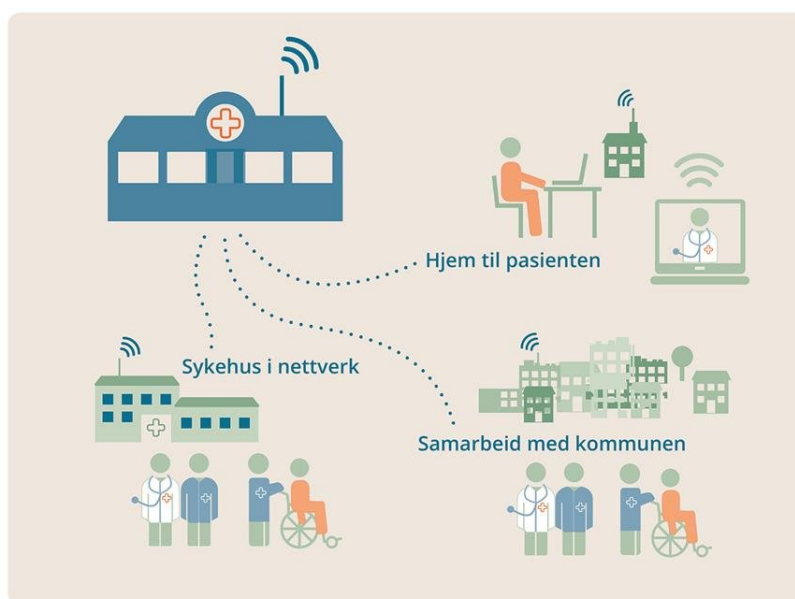 Hjem til pasienten
Sykehus i nettverk
Samarbeid med kommunen